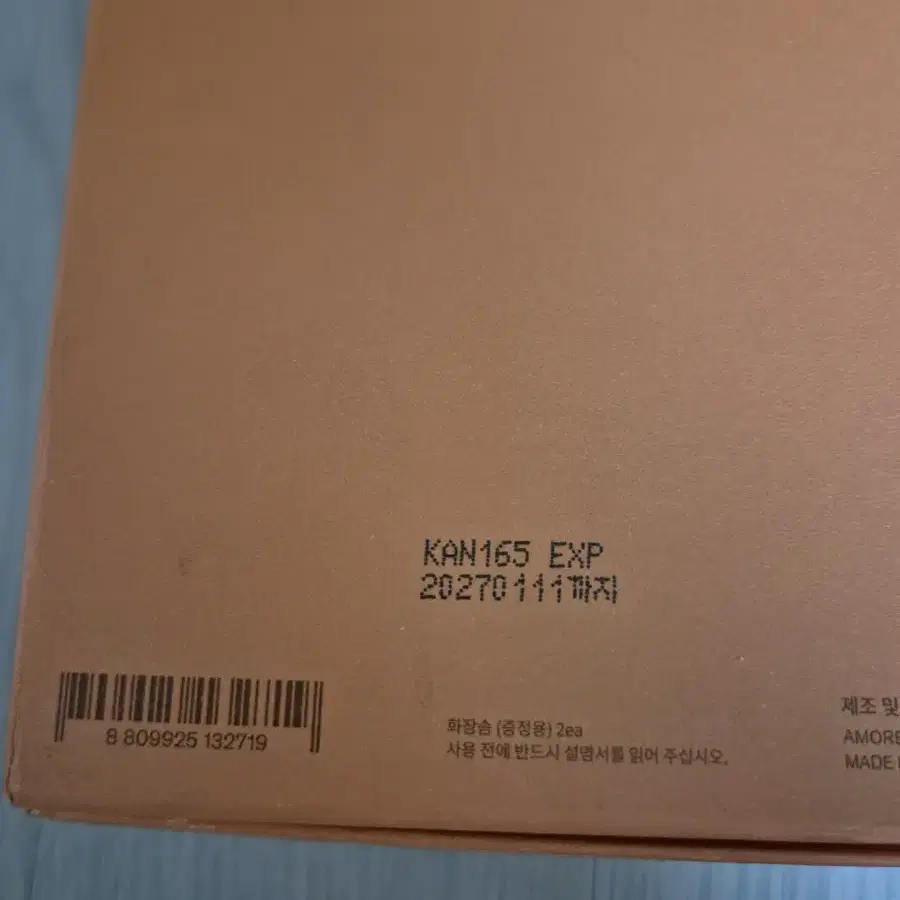 KAN165 EXP
20270111까지
8 809925 132719
화장솜 (증정용) 2ea
사용 전에 반드시 설명서를 읽어 주십시오.
제조 및
AMORE
MADE